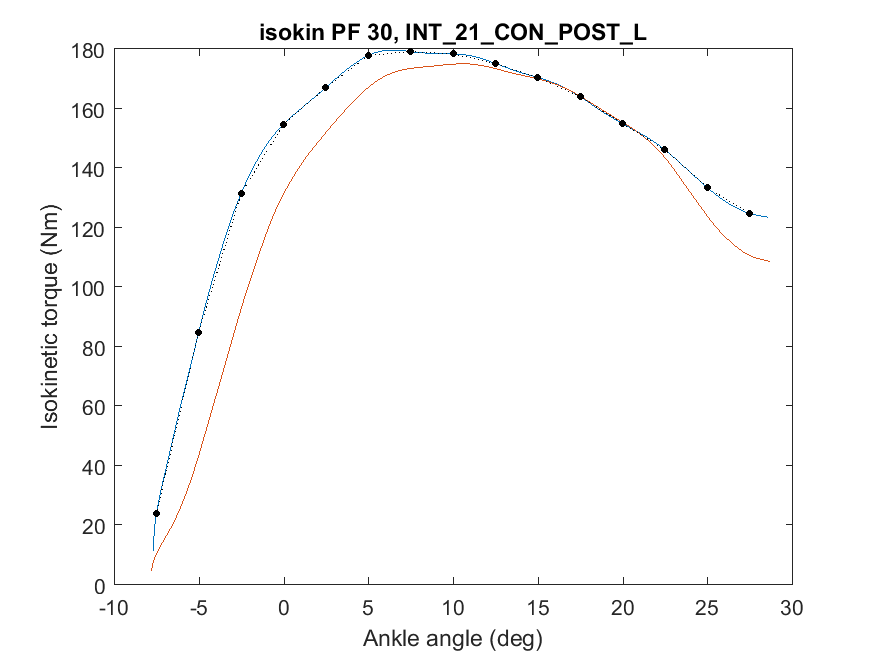 isokin PF 30, INT_21_CON_POST_L
180
160
140
120
100
80
60
40
20
0
Isokinetic torque (Nm)
-10 -5 0 5 10 15 20 25 30
Ankle angle (deg)